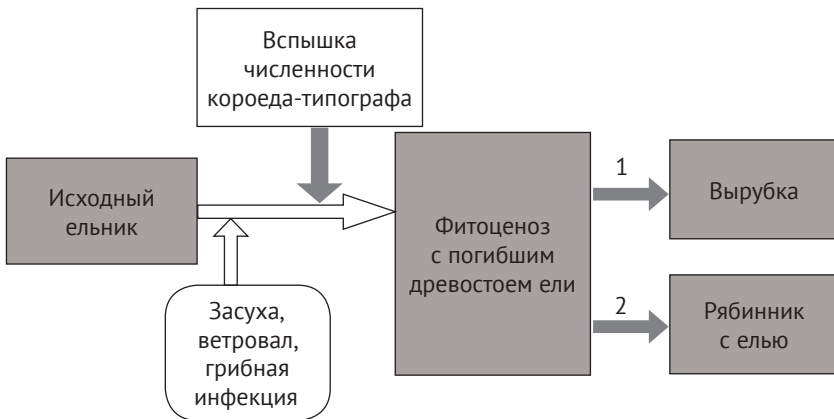 Вспышка
численности
короеда-типографа
Исходный
ельник
Засуха,
ветровал,
грибная
инфекция
Фитоценоз
с погибшим
древостоем ели
1
Вырубка
2
Рябинник
с елью